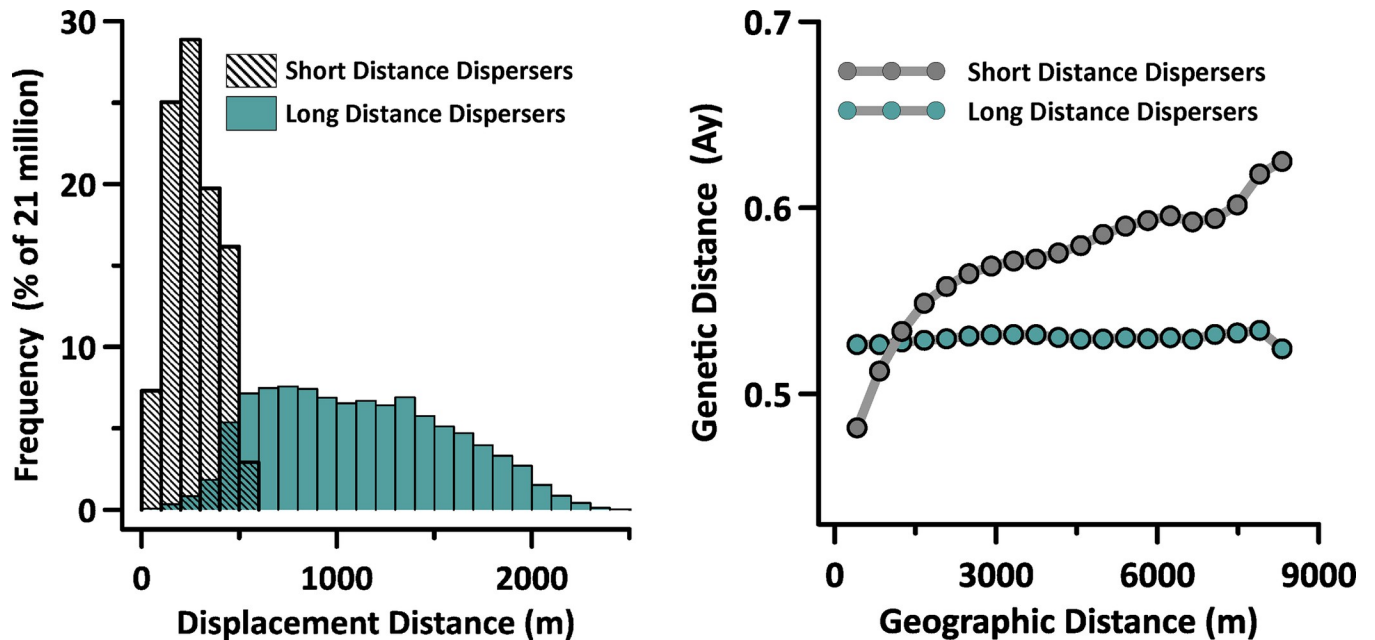 30
20
10
0
Frequency (% of 21 million)
Short Distance Dispersers
Long Distance Dispersers
0 1000 2000
Displacement Distance (m)
0.7
0.6
0.5
Genetic Distance (Ay)
Short Distance Dispersers
Long Distance Dispersers
0 3000 6000 9000
Geographic Distance (m)